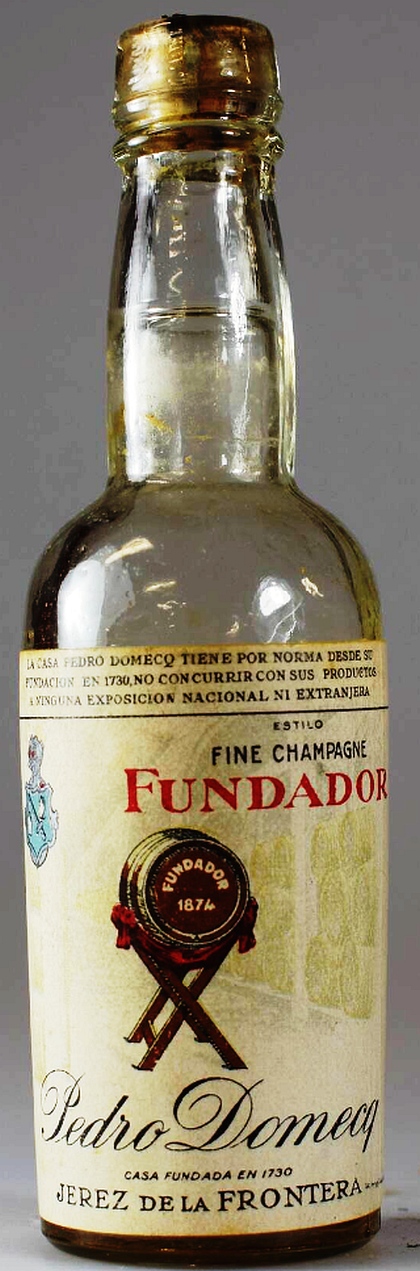 LA CASA PEDRO DOMECQ TIENE POR NORMA DESDE SU
FUNDACION EN 1730, NO CONCURRIR CON SUS PRODUCTOS
A NINGUNA EXPOSICION NACIONAL NI EXTRANJERA
ESTILO
FINE CHAMPAGNE
FUNDADOR
FUNDADOR
1874
Pedro Domecq
CASA FUNDADA EN 1730
JEREZ DE LA FRONTERA